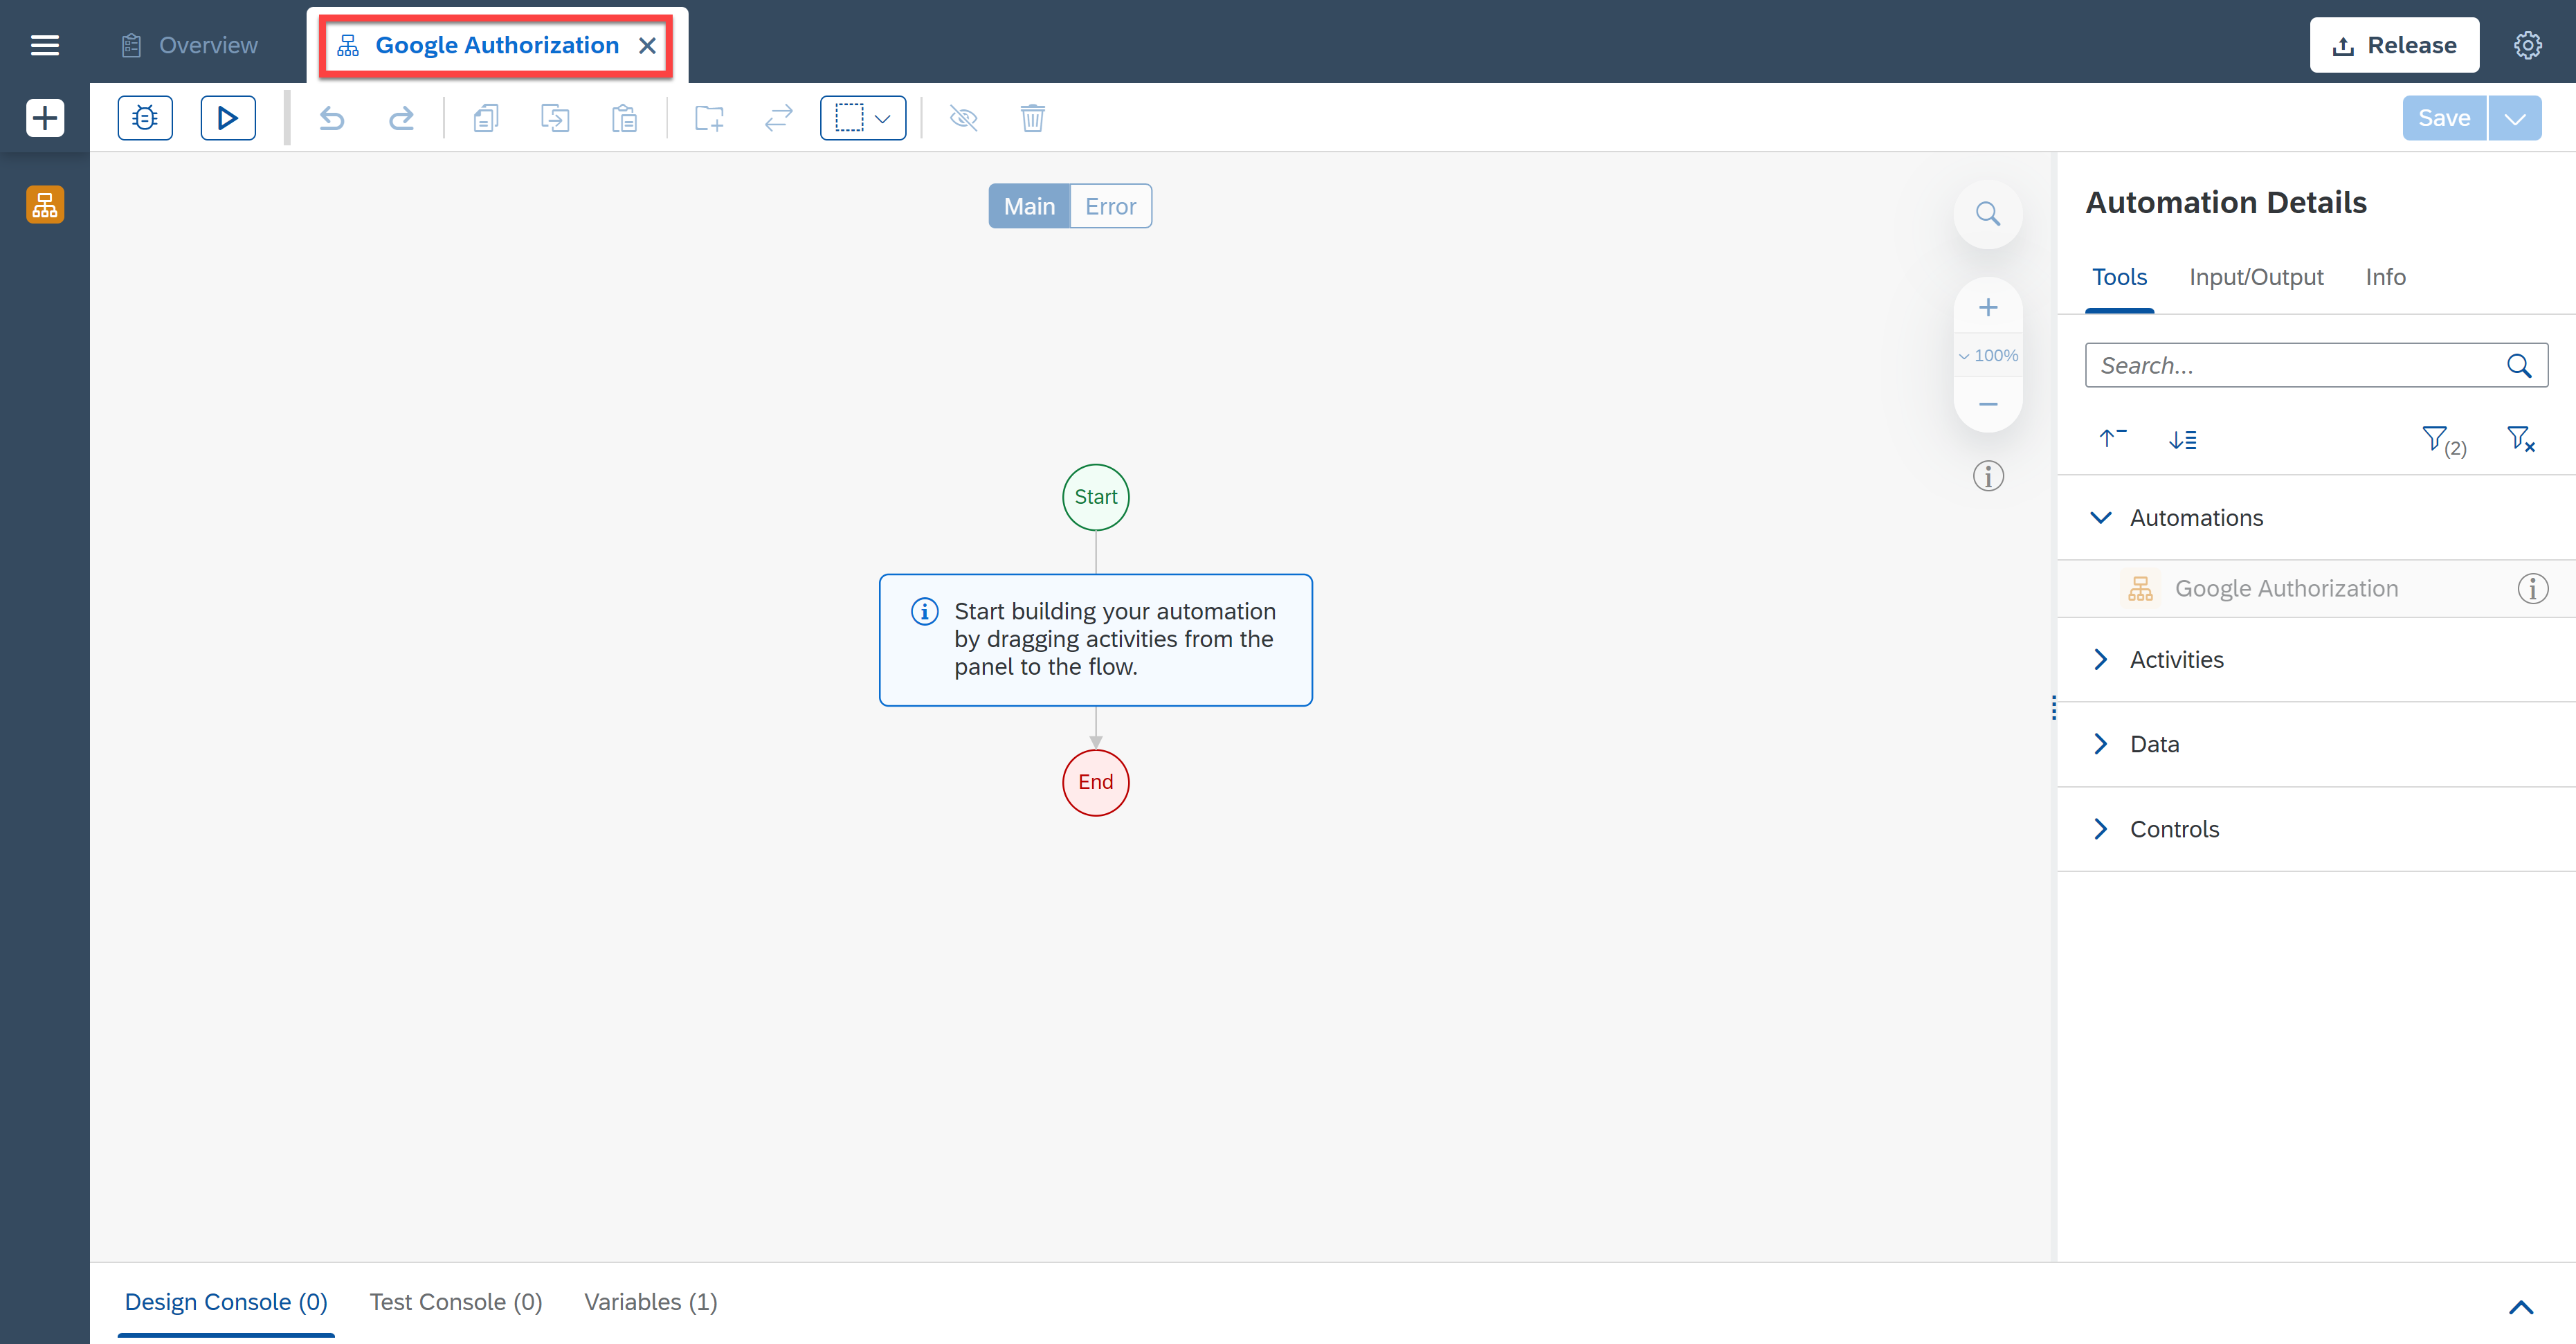 Overview
Google Authorization
Release
Save
Main
Error
100%
Start
Start building your automation
by dragging activities from the
panel to the flow.
End
Automation Details
Tools
Input/Output
Info
Search...
(2)
Automations
Google Authorization
Activities
Data
Controls
Design Console (0)
Test Console (0)
Variables (1)